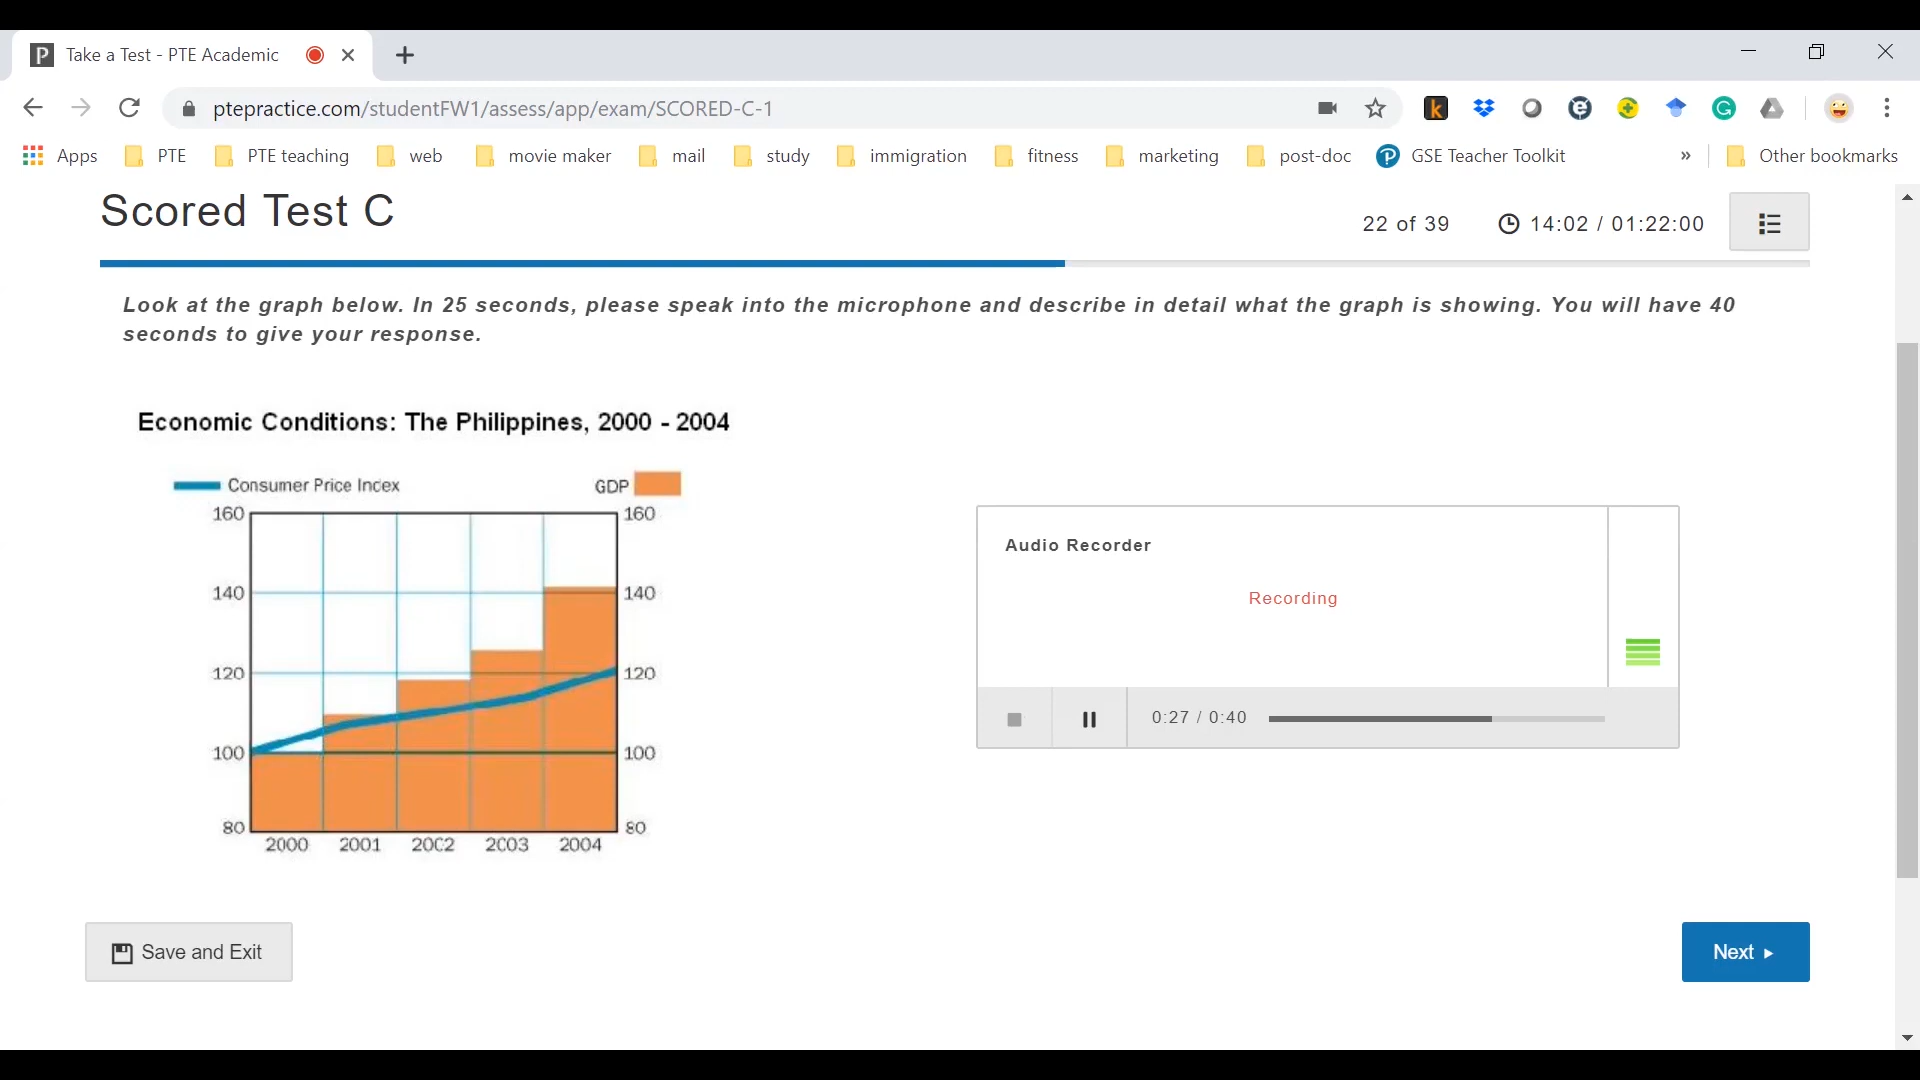 Take a Test - PTE Academic
ptepractice.com/studentFW1/assess/app/exam/SCORED-C-1
Apps PTE PTE teaching web movie maker mail study immigration fitness marketing post-doc GSE Teacher Toolkit » Other bookmarks
Scored Test C
22 of 39 14:02 / 01:22:00
Look at the graph below. In 25 seconds, please speak into the microphone and describe in detail what the graph is showing. You will have 40
seconds to give your response.
Economic Conditions: The Philippines, 2000 - 2004
Consumer Price Index GDP
160 160
140 140
120 120
100 100
80 80
2000 2001 2002 2003 2004
Audio Recorder
Recording
0:27 / 0:40
Save and Exit
Next